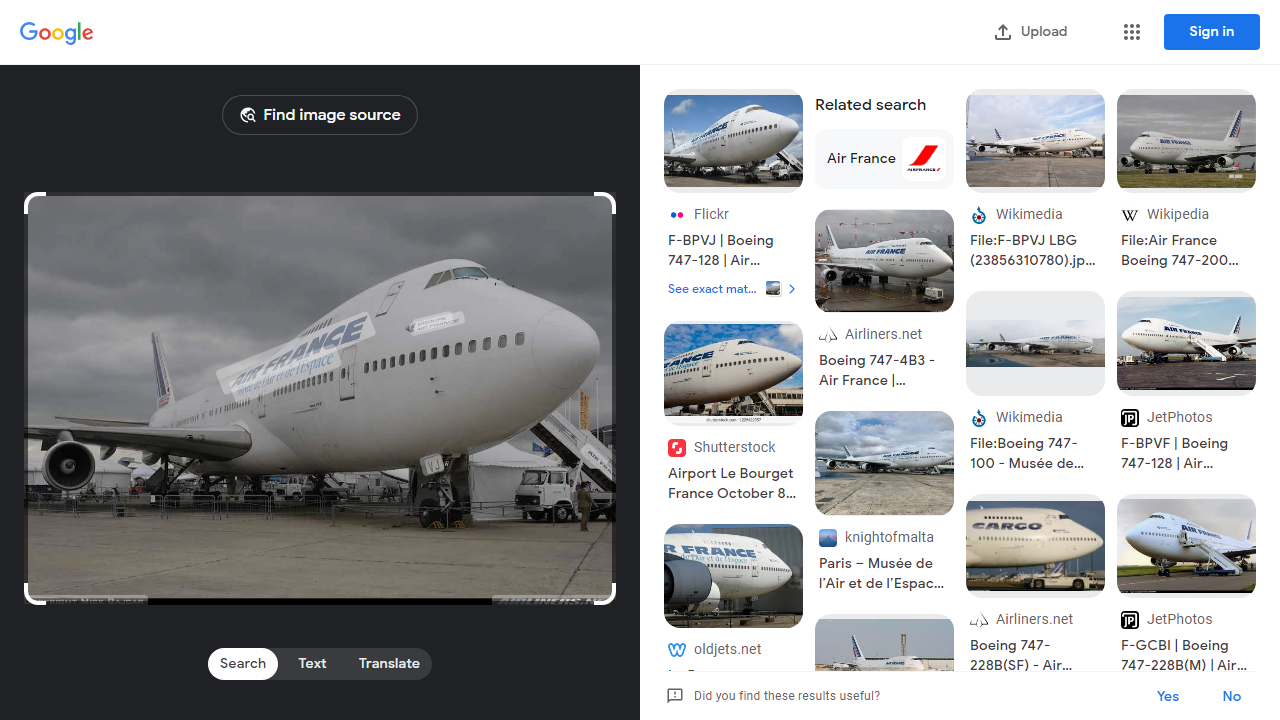 Google
Upload
Sign in
Find image source
AIR FRANCE
Musée de l'Air et de l'Espace
VJ
Search
Text
Translate
Flickr
F-BPVJ | Boeing
747-128 | Air...
See exact mat...
Shutterstock
Airport Le Bourget
France October 8...
oldjets.net
Related search
Air France
AIRFRANCE
Airliners.net
Boeing 747-4B3 -
Air France |...
knightofmalta
Paris – Musée de
l'Air et de l'Espac...
Wikimedia
File:F-BPVJ LBG
(23856310780).jp...
Wikimedia
File:Boeing 747-
100 - Musée de...
CARGO
Airliners.net
Boeing 747-
228B(SF) - Air...
Wikipedia
File:Air France
Boeing 747-200...
JetPhotos
F-BPVF | Boeing
747-128 | Air...
JetPhotos
F-GCBI | Boeing
747-228B(M) | Air...
Did you find these results useful?
Yes
No